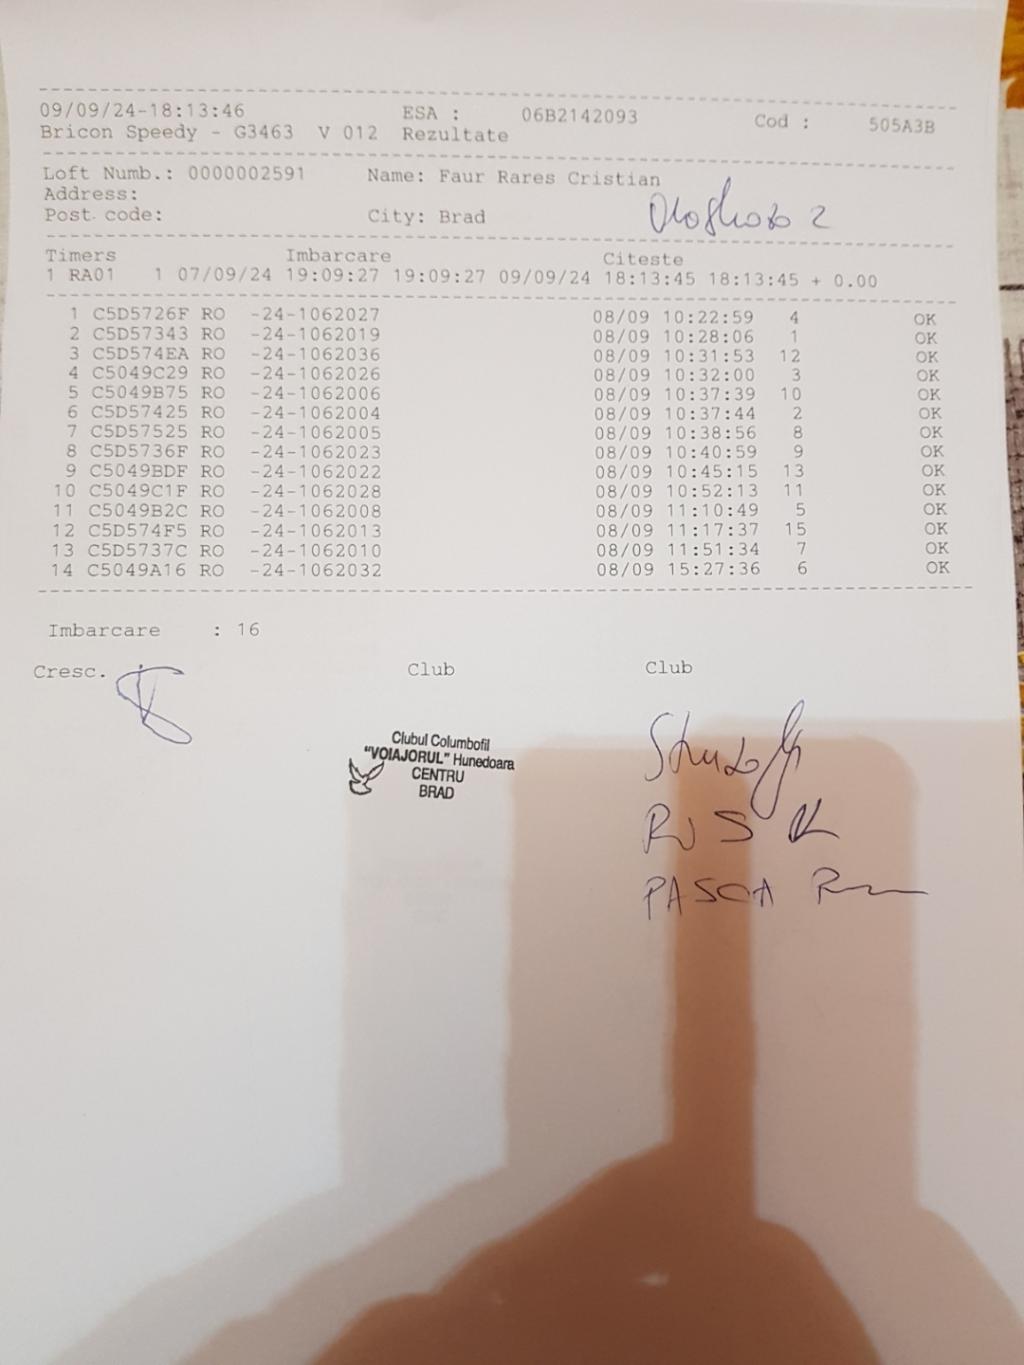 09/09/24-18:13:46 ESA : 06B2142093 Cod : 505A3B
Bricon Speedy - G3463 V 012 Rezultate
Loft Numb.: 0000002591 Name: Faur Rares Cristian
Address:
Post code: City: Brad
2
Timers Imbarcare Citeste
1 RA01 1 07/09/24 19:09:27 19:09:27 09/09/24 18:13:45 18:13:45 + 0.00
1 C5D5726F RO -24-1062027 08/09 10:22:59 4 OK
2 C5D57343 RO -24-1062019 08/09 10:28:06 1 OK
3 C5D574EA RO -24-1062036 08/09 10:31:53 12 OK
4 C5049C29 RO -24-1062026 08/09 10:32:00 3 OK
5 C5049B75 RO -24-1062006 08/09 10:37:39 10 OK
6 C5D57425 RO -24-1062004 08/09 10:37:44 2 OK
7 C5D57525 RO -24-1062005 08/09 10:38:56 8 OK
8 C5D5736F RO -24-1062023 08/09 10:40:59 9 OK
9 C5049BDF RO -24-1062022 08/09 10:45:15 13 OK
10 C5049C1F RO -24-1062028 08/09 10:52:13 11 OK
11 C5049B2C RO -24-1062008 08/09 11:10:49 5 OK
12 C5D574F5 RO -24-1062013 08/09 11:17:37 15 OK
13 C5D5737C RO -24-1062010 08/09 11:51:34 7 OK
14 C5049A16 RO -24-1062032 08/09 15:27:36 6 OK
Imbarcare : 16
Cresc. Club Club
Clubul Columbofil
"VOIAJORUL" Hunedoara
CENTRU
BRAD
RUS
PASCA